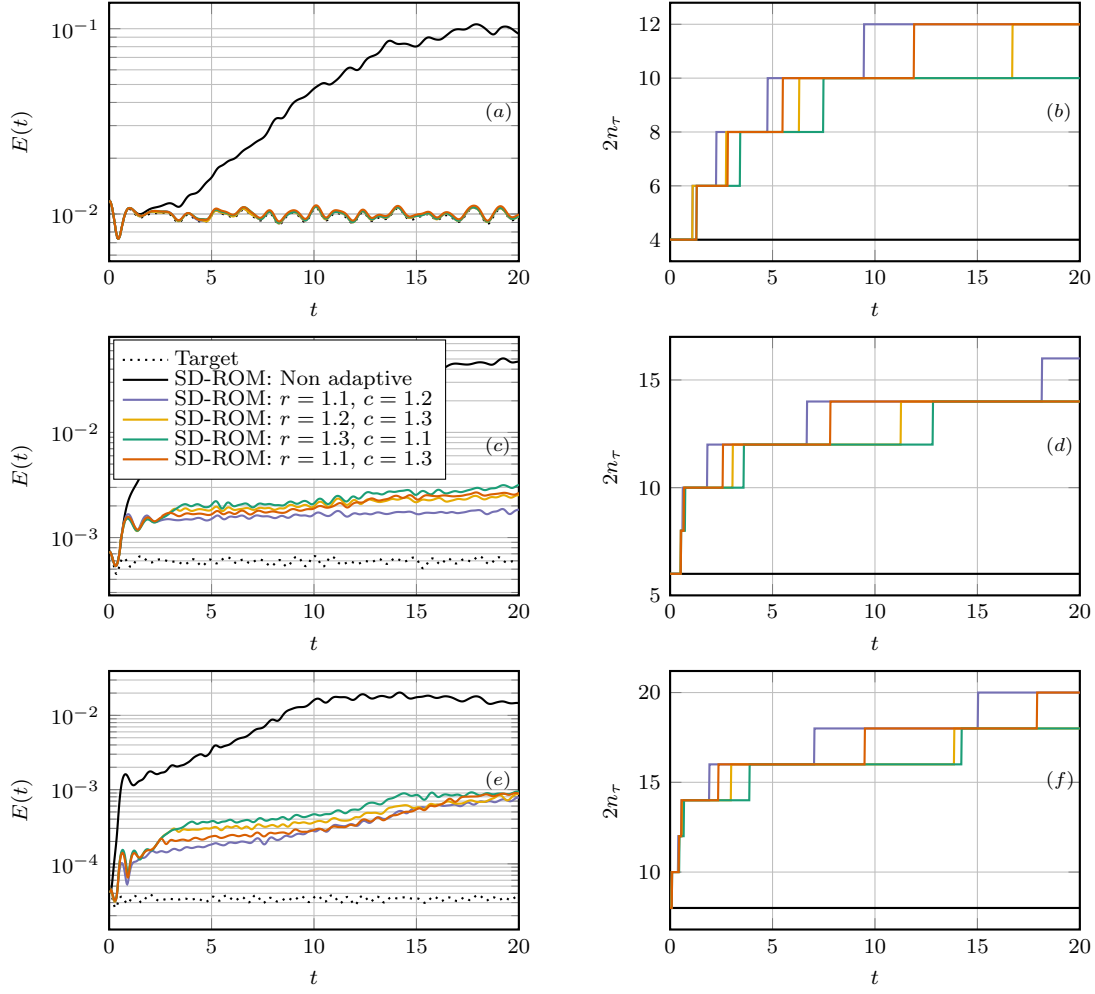 10⁻¹
10⁻²
E(t)
(a)
0 5 10 15 20
t
12
10
8
6
4
2n_τ
(b)
0 5 10 15 20
t
10⁻²
10⁻³
E(t)
Target
SD-ROM: Non adaptive
SD-ROM: r = 1.1, c = 1.2
SD-ROM: r = 1.2, c = 1.3
SD-ROM: r = 1.3, c = 1.1
SD-ROM: r = 1.1, c = 1.3
(c)
0 5 10 15 20
t
15
10
5
2n_τ
(d)
0 5 10 15 20
t
10⁻²
10⁻³
10⁻⁴
E(t)
(e)
0 5 10 15 20
t
20
15
10
2n_τ
(f)
0 5 10 15 20
t